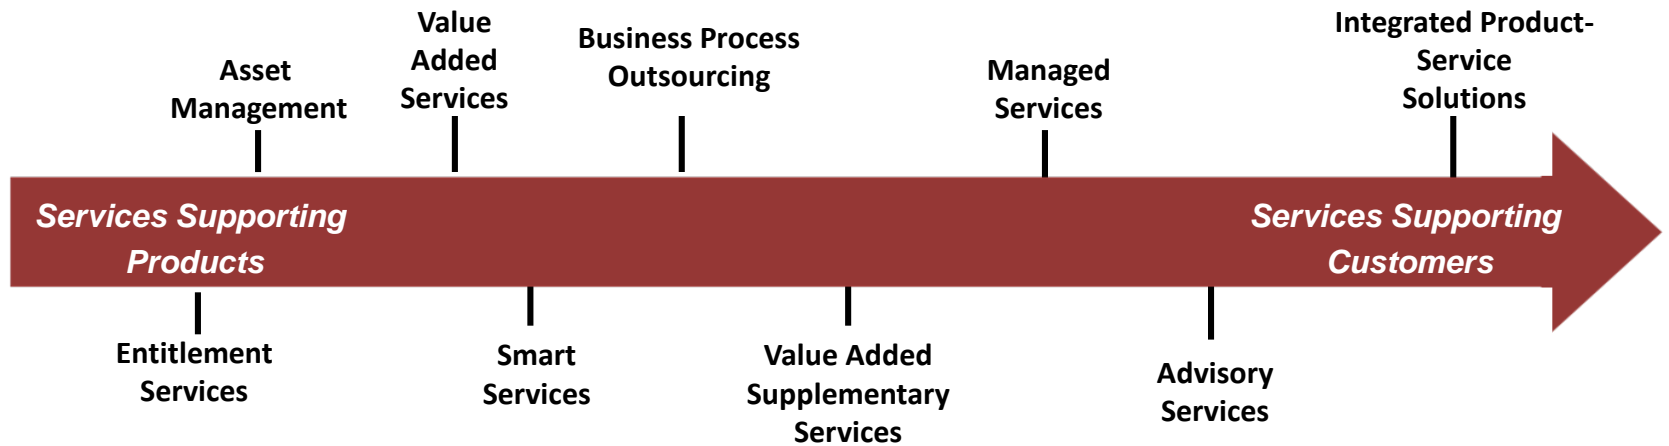 Asset
Management
Value
Added
Services
Business Process
Outsourcing
Managed
Services
Integrated Product-
Service
Solutions
Services Supporting
Products
Services Supporting
Customers
Entitlement
Services
Smart
Services
Value Added
Supplementary
Services
Advisory
Services